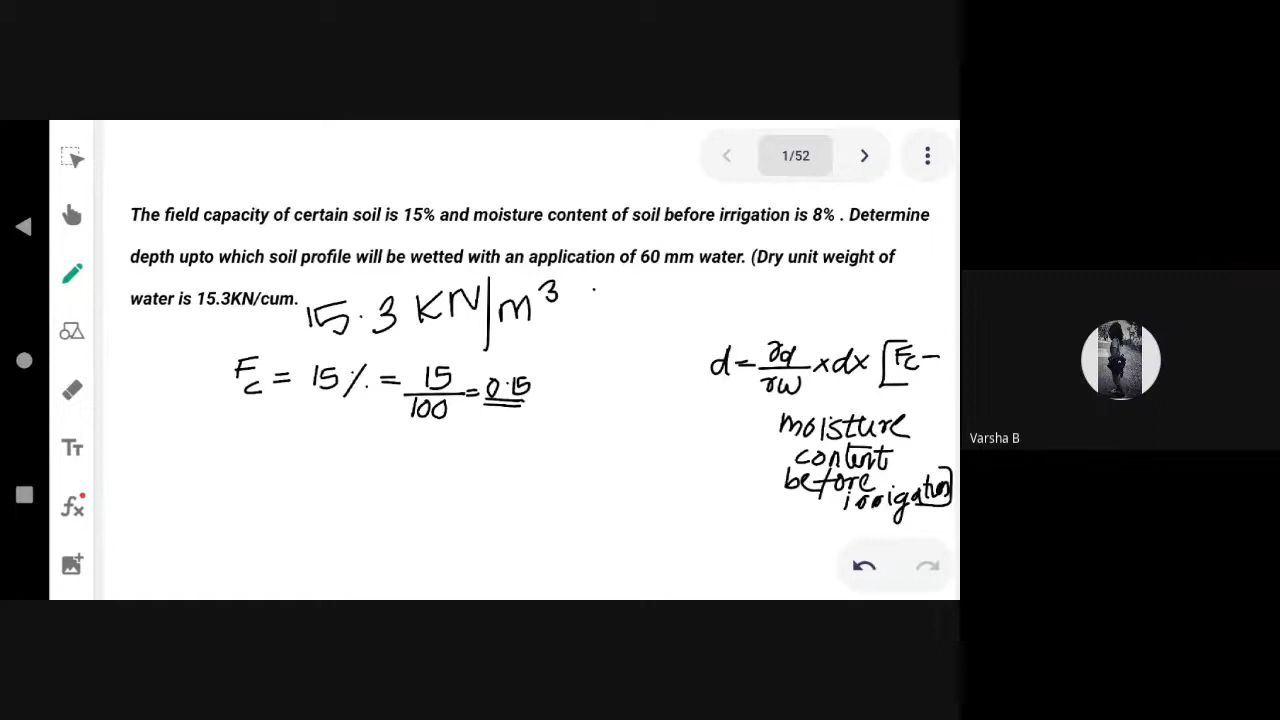 1/52
The field capacity of certain soil is 15% and moisture content of soil before irrigation is 8% . Determine
depth upto which soil profile will be wetted with an application of 60 mm water. (Dry unit weight of
water is 15.3KN/cum.
15.3 KN/m³
Fc = 15% = 15/100 = 0.15
d = γd/γw × dx [Fc -
moisture
content
before
irrigation]
Tт
fx
Varsha B